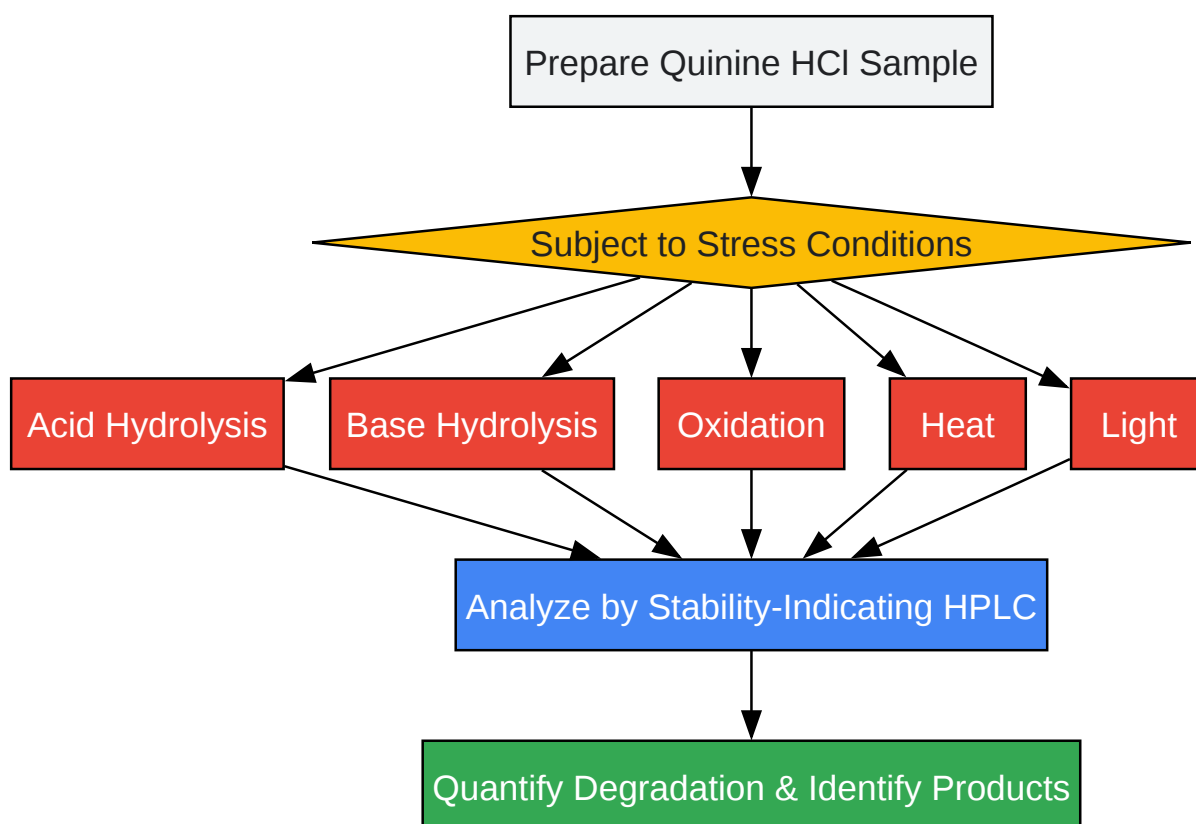 Prepare Quinine HCl Sample
Subject to Stress Conditions
Acid Hydrolysis
Base Hydrolysis
Oxidation
Heat
Light
Analyze by Stability-Indicating HPLC
Quantify Degradation & Identify Products